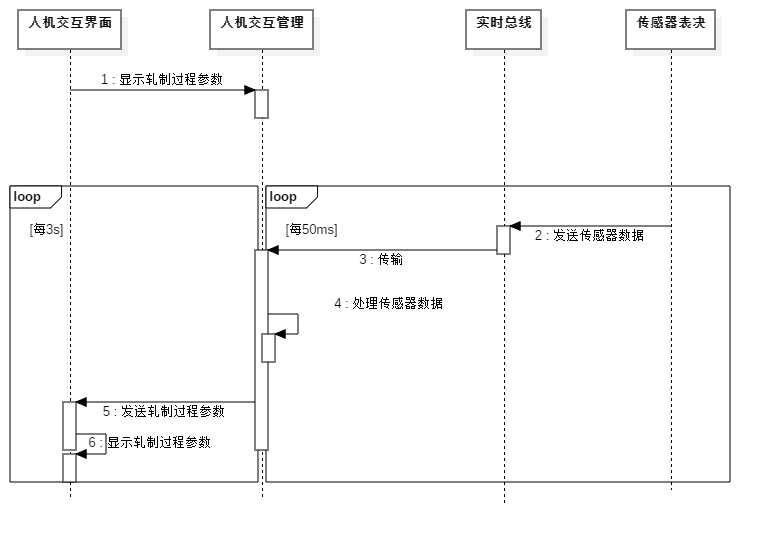 人机交互界面
人机交互管理
实时总线
传感器表决
1 : 显示轧制过程参数
loop
loop
[每3s]
[每50ms]
2 : 发送传感器数据
3 : 传输
4 : 处理传感器数据
5 : 发送轧制过程参数
6 : 显示轧制过程参数